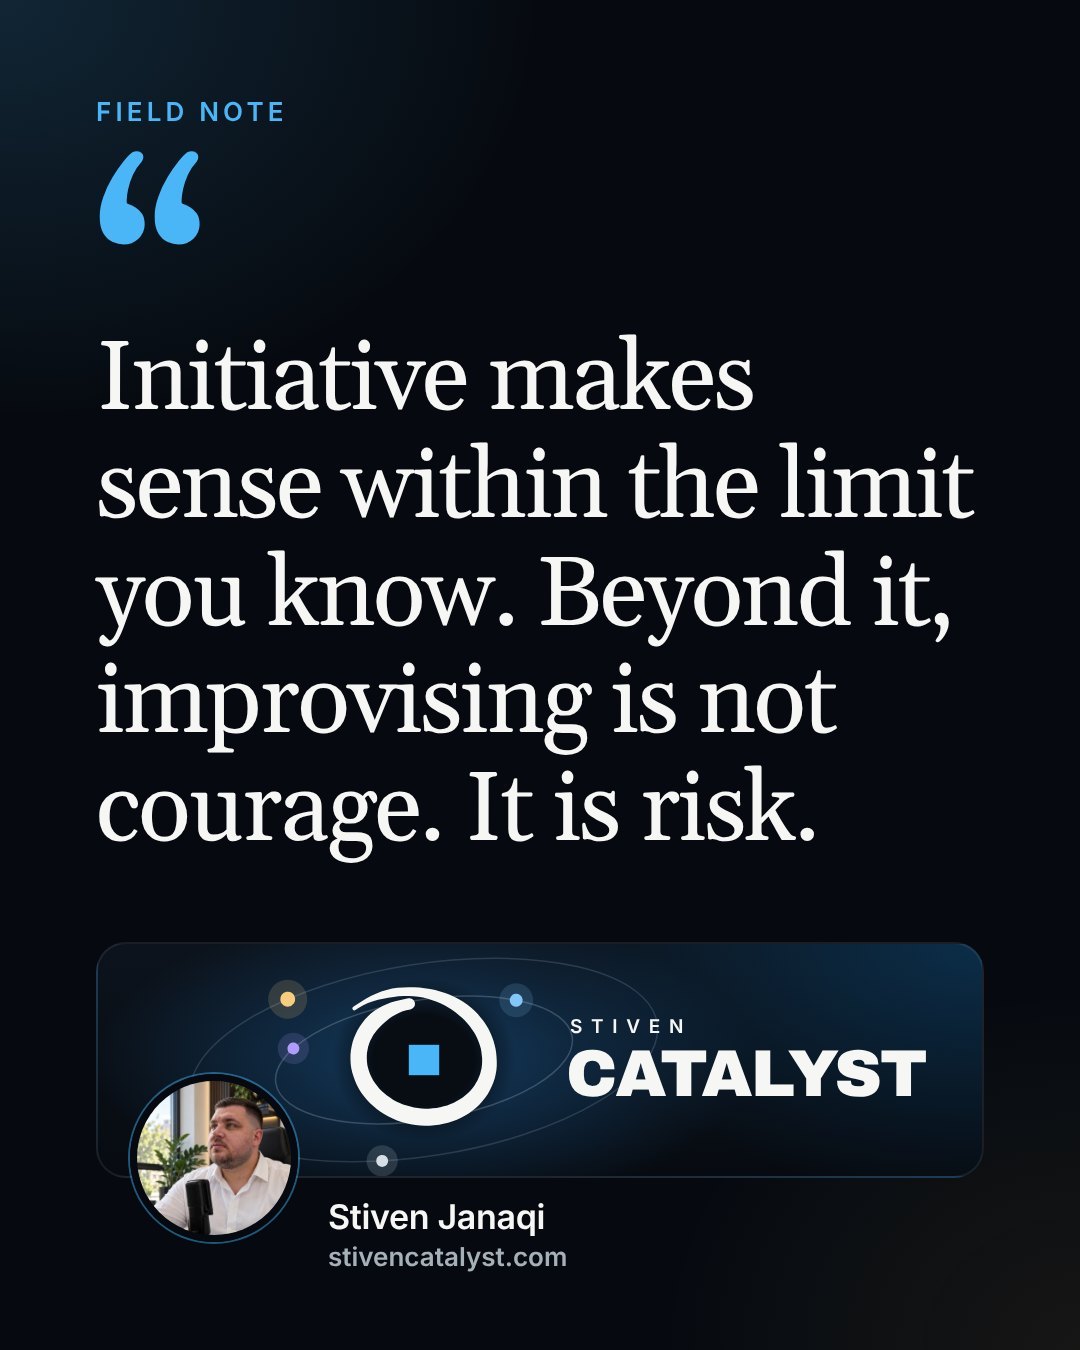 FIELD NOTE
“
Initiative makes
sense within the limit
you know. Beyond it,
improvising is not
courage. It is risk.
STIVEN
CATALYST
Stiven Janaqi
stivencatalyst.com